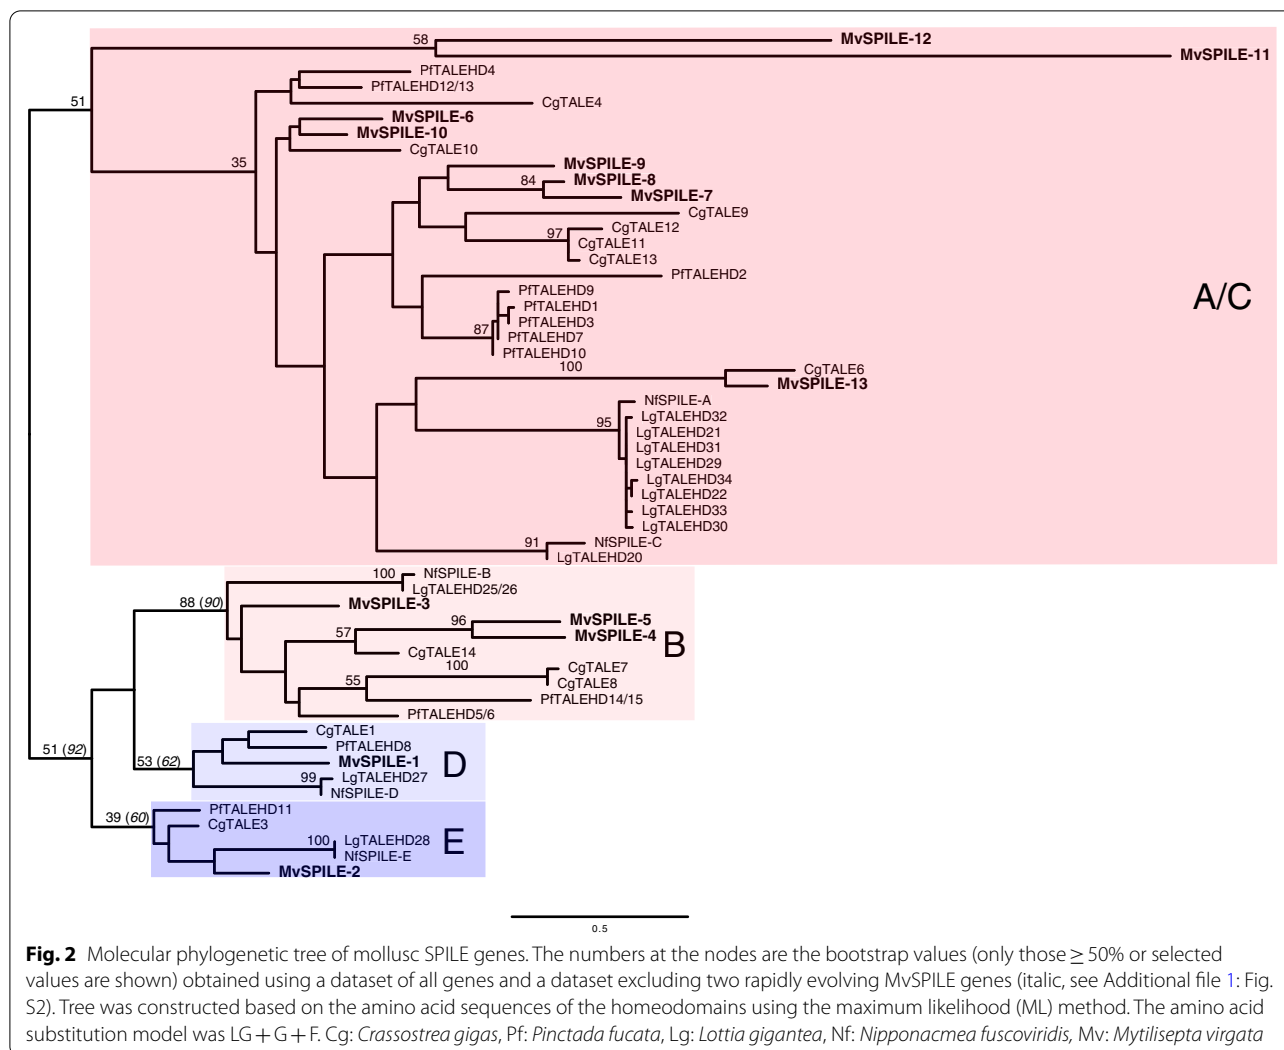 58
MvSPILE-12
MvSPILE-11
51
PfTALEHD4
PfTALEHD12/13
CgTALE4
MvSPILE-6
MvSPILE-10
CgTALE10
35
MvSPILE-9
84
MvSPILE-8
MvSPILE-7
CgTALE9
97
CgTALE12
CgTALE11
CgTALE13
PfTALEHD2
A/C
PfTALEHD9
PfTALEHD1
PfTALEHD3
87
PfTALEHD7
PfTALEHD10
100
CgTALE6
MvSPILE-13
NfSPILE-A
95
LgTALEHD32
LgTALEHD21
LgTALEHD31
LgTALEHD29
LgTALEHD34
LgTALEHD22
LgTALEHD33
LgTALEHD30
91
NfSPILE-C
LgTALEHD20
100
NfSPILE-B
LgTALEHD25/26
88 (90)
MvSPILE-3
96
MvSPILE-5
57
MvSPILE-4
B
CgTALE14
100
CgTALE7
55
CgTALE8
PfTALEHD14/15
PfTALEHD5/6
CgTALE1
PfTALEHD8
51 (92)
53 (62)
MvSPILE-1
D
99
LgTALEHD27
NfSPILE-D
39 (60)
PfTALEHD11
CgTALE3
100
LgTALEHD28
E
NfSPILE-E
MvSPILE-2
0.5
Fig. 2 Molecular phylogenetic tree of mollusc SPILE genes. The numbers at the nodes are the bootstrap values (only those ≥ 50% or selected
values are shown) obtained using a dataset of all genes and a dataset excluding two rapidly evolving MvSPILE genes (italic, see Additional file 1: Fig.
S2). Tree was constructed based on the amino acid sequences of the homeodomains using the maximum likelihood (ML) method. The amino acid
substitution model was LG + G + F. Cg: Crassostrea gigas, Pf: Pinctada fucata, Lg: Lottia gigantea, Nf: Nipponacmea fuscoviridis, Mv: Mytilisepta virgata